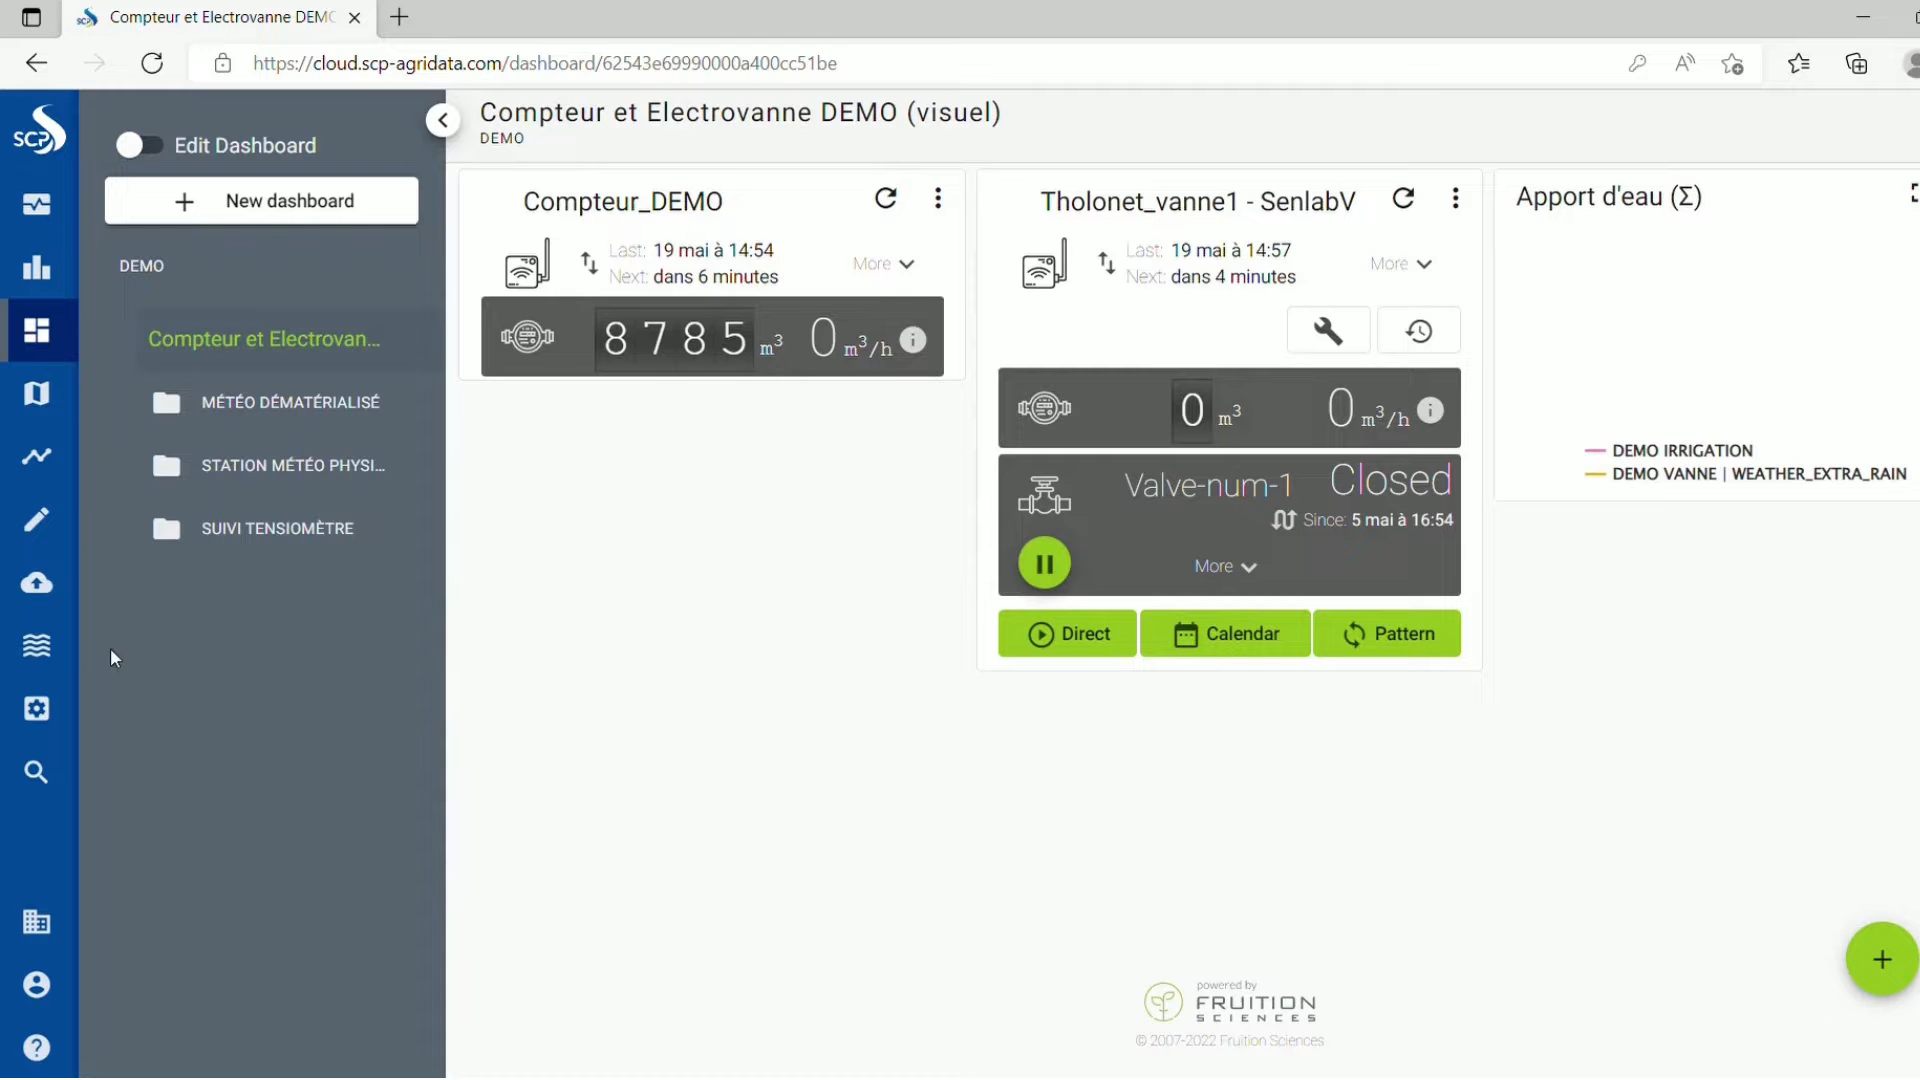 Compteur et Electrovanne DEMO
https://cloud.scp-agridata.com/dashboard/62543e69990000a400cc51be
SCP
Edit Dashboard
New dashboard
DEMO
Compteur et Electrovan...
MÉTÉO DÉMATÉRIALISÉ
STATION MÉTÉO PHYSI...
SUIVI TENSIOMÈTRE
Compteur et Electrovanne DEMO (visuel)
DEMO
Compteur_DEMO
Last: 19 mai à 14:54
Next: dans 6 minutes
More
8785 m³ 0 m³/h
Tholonet_vanne1 - SenlabV
Last: 19 mai à 14:57
Next: dans 4 minutes
More
0 m³ 0 m³/h
Valve-num-1 Closed
Since: 5 mai à 16:54
More
Direct
Calendar
Pattern
Apport d'eau (Σ)
DEMO IRRIGATION
DEMO VANNE | WEATHER_EXTRA_RAIN
powered by
FRUITION
SCIENCES
© 2007-2022 Fruition Sciences